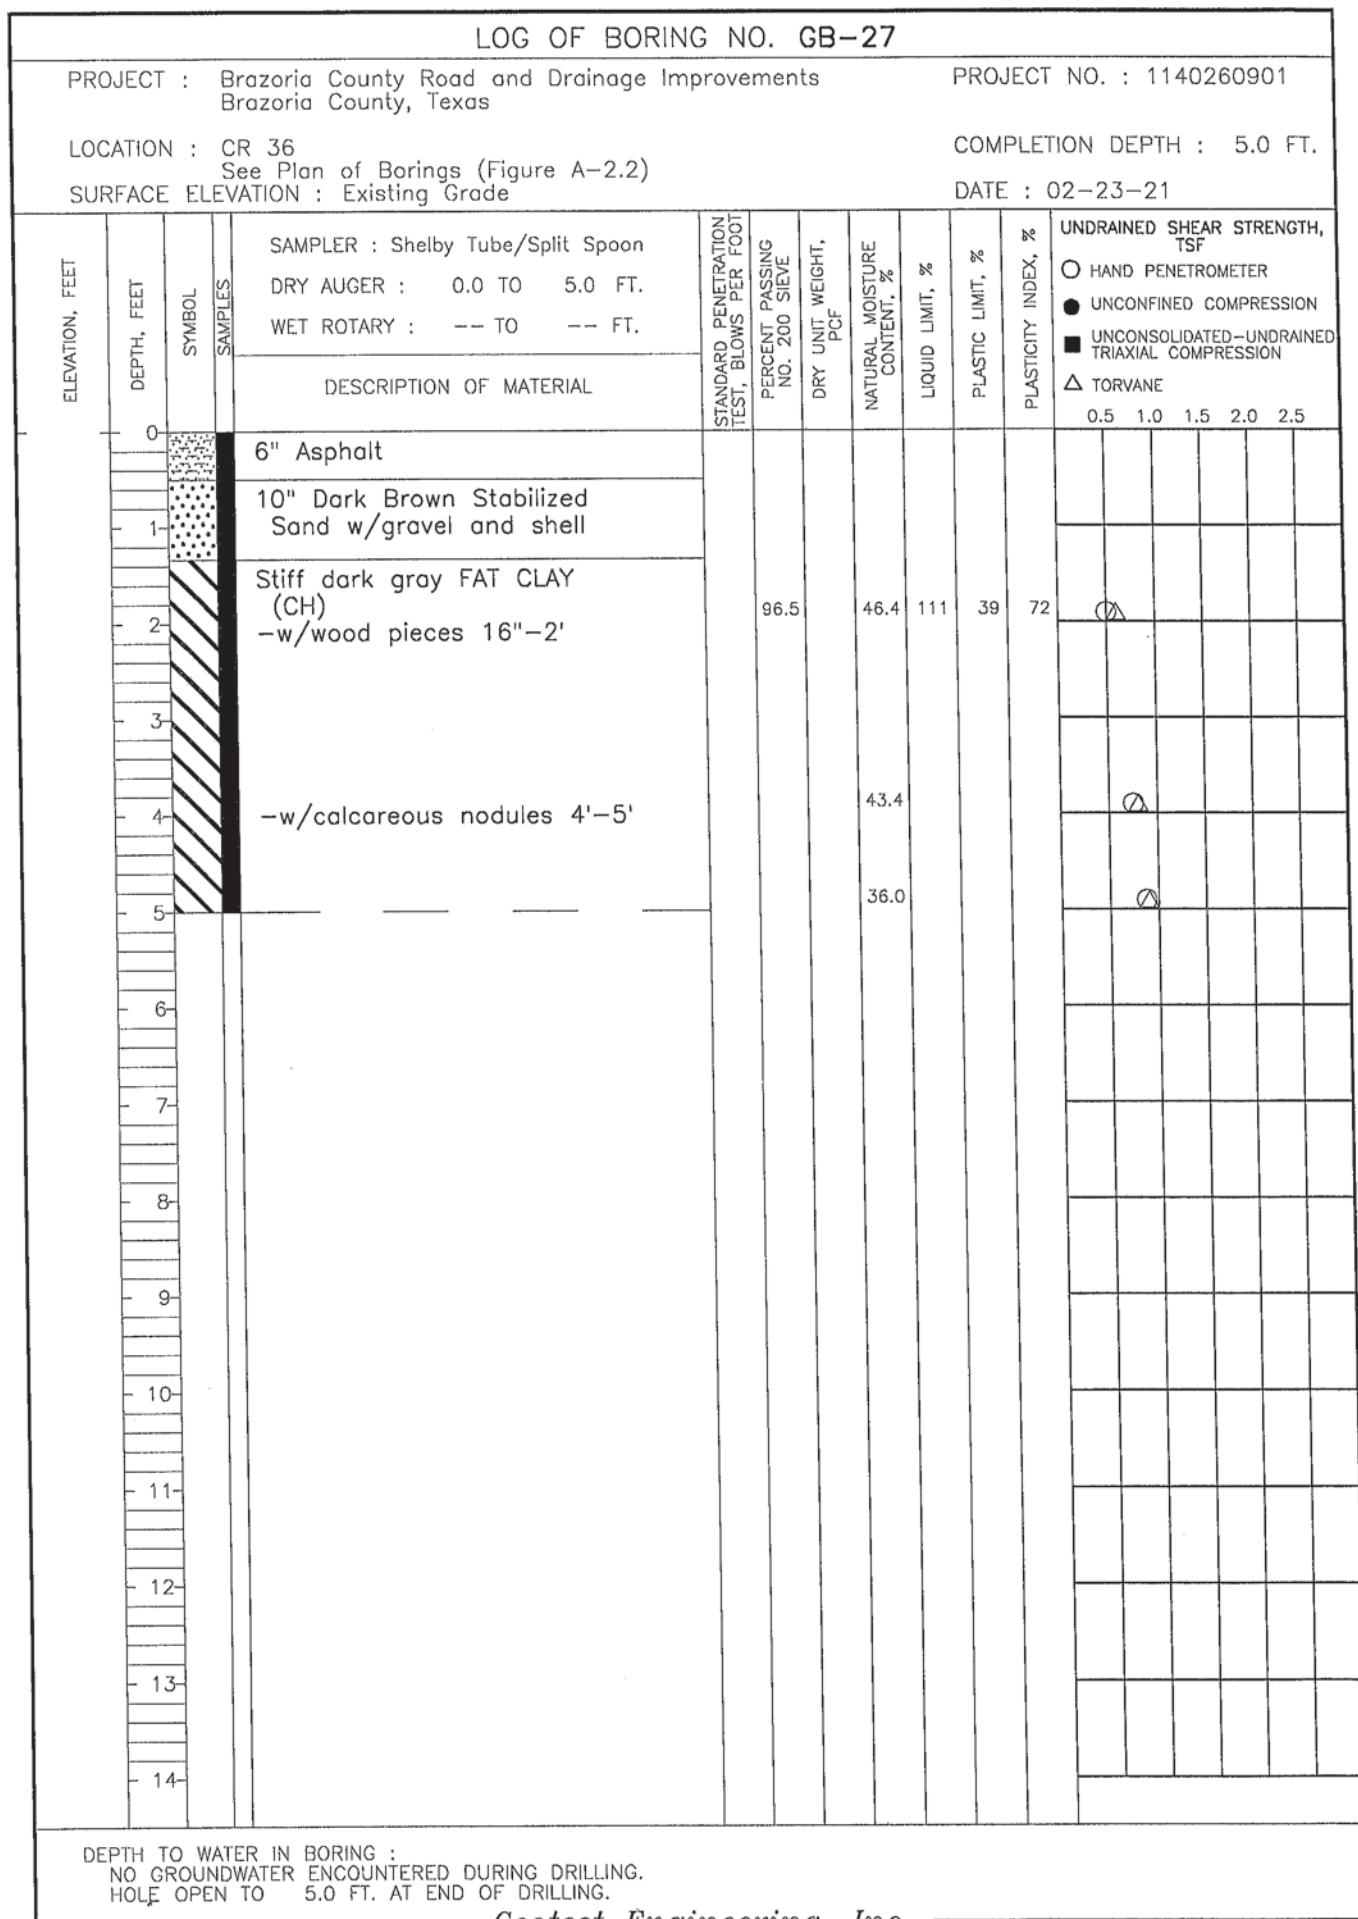 LOG OF BORING NO. GB-27
PROJECT : Brazoria County Road and Drainage Improvements
Brazoria County, Texas
PROJECT NO. : 1140260901
LOCATION : CR 36
See Plan of Borings (Figure A-2.2)
COMPLETION DEPTH : 5.0 FT.
SURFACE ELEVATION : Existing Grade
DATE : 02-23-21
ELEVATION, FEET
DEPTH, FEET
SYMBOL
SAMPLES
SAMPLER : Shelby Tube/Split Spoon
DRY AUGER : 0.0 TO 5.0 FT.
WET ROTARY : -- TO -- FT.
DESCRIPTION OF MATERIAL
STANDARD PENETRATION
TEST, BLOWS PER FOOT
PERCENT PASSING
NO. 200 SIEVE
DRY UNIT WEIGHT,
PCF
NATURAL MOISTURE
CONTENT, %
LIQUID LIMIT, %
PLASTIC LIMIT, %
PLASTICITY INDEX, %
UNDRAINED SHEAR STRENGTH,
TSF
HAND PENETROMETER
UNCONFINED COMPRESSION
UNCONSOLIDATED-UNDRAINED
TRIAXIAL COMPRESSION
TORVANE
0.5 1.0 1.5 2.0 2.5
0
6" Asphalt
10" Dark Brown Stabilized
Sand w/gravel and shell
1
Stiff dark gray FAT CLAY
(CH)
96.5 46.4 111 39 72
2
-w/wood pieces 16"-2'
3
43.4
4
-w/calcareous nodules 4'-5'
36.0
5
6
7
8
9
10
11
12
13
14
DEPTH TO WATER IN BORING :
NO GROUNDWATER ENCOUNTERED DURING DRILLING.
HOLE OPEN TO 5.0 FT. AT END OF DRILLING.
Geotest Engineering, Inc.